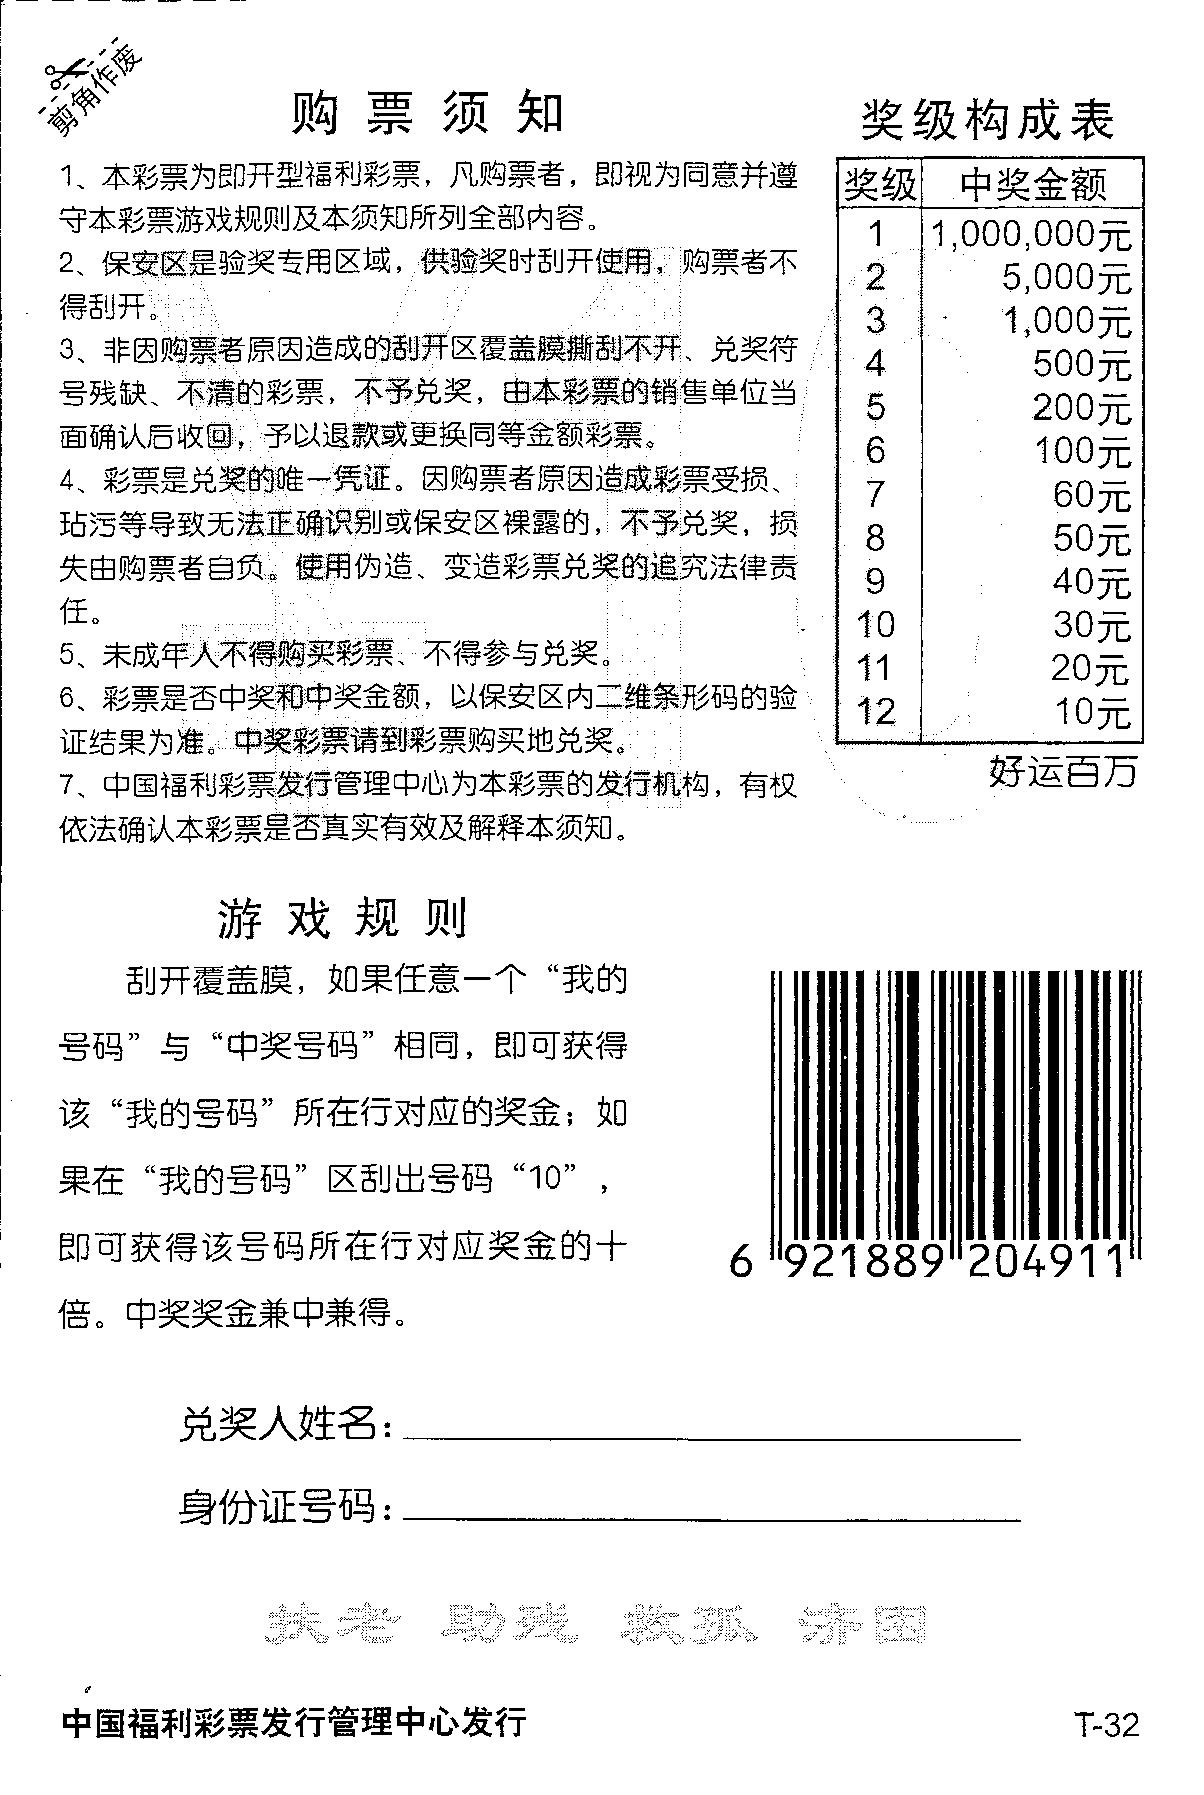 剪角作废
购票须知
1、本彩票为即开型福利彩票，凡购票者，即视为同意并遵
守本彩票游戏规则及本须知所列全部内容。
2、保安区是验奖专用区域，供验奖时刮开使用，购票者不
得刮开。
3、非因购票者原因造成的刮开区覆盖膜撕刮不开、兑奖符
号残缺、不清的彩票，不予兑奖，由本彩票的销售单位当
面确认后收回，予以退款或更换同等金额彩票。
4、彩票是兑奖的唯一凭证。因购票者原因造成彩票受损、
玷污等导致无法正确识别或保安区裸露的，不予兑奖，损
失由购票者自负。使用伪造、变造彩票兑奖的追究法律责
任。
5、未成年人不得购买彩票、不得参与兑奖。
6、彩票是否中奖和中奖金额，以保安区内二维条形码的验
证结果为准。中奖彩票请到彩票购买地兑奖。
7、中国福利彩票发行管理中心为本彩票的发行机构，有权
依法确认本彩票是否真实有效及解释本须知。
奖级构成表
奖级 中奖金额
1 1,000,000元
2 5,000元
3 1,000元
4 500元
5 200元
6 100元
7 60元
8 50元
9 40元
10 30元
11 20元
12 10元
好运百万
游戏规则
刮开覆盖膜，如果任意一个“我的
号码”与“中奖号码”相同，即可获得
该“我的号码”所在行对应的奖金；如
果在“我的号码”区刮出号码“10”，
即可获得该号码所在行对应奖金的十
倍。中奖奖金兼中兼得。
6 921889 204911
兑奖人姓名：
身份证号码：
扶老 助残 救孤 济困
中国福利彩票发行管理中心发行
T-32